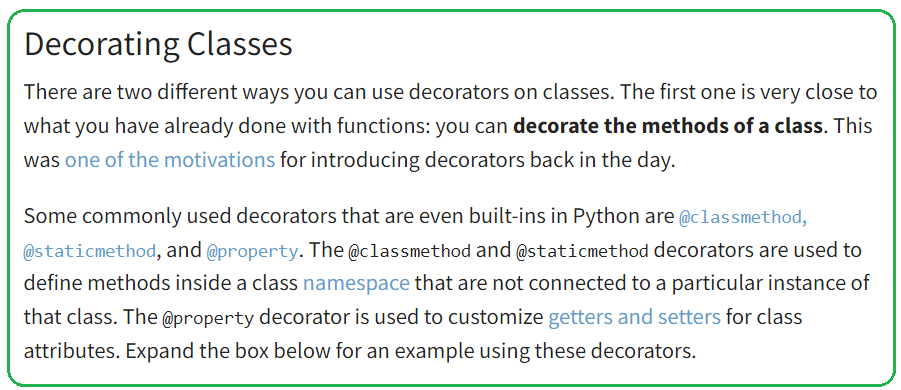 Decorating Classes
There are two different ways you can use decorators on classes. The first one is very close to
what you have already done with functions: you can decorate the methods of a class. This
was one of the motivations for introducing decorators back in the day.
Some commonly used decorators that are even built-ins in Python are @classmethod,
@staticmethod, and @property. The @classmethod and @staticmethod decorators are used to
define methods inside a class namespace that are not connected to a particular instance of
that class. The @property decorator is used to customize getters and setters for class
attributes. Expand the box below for an example using these decorators.